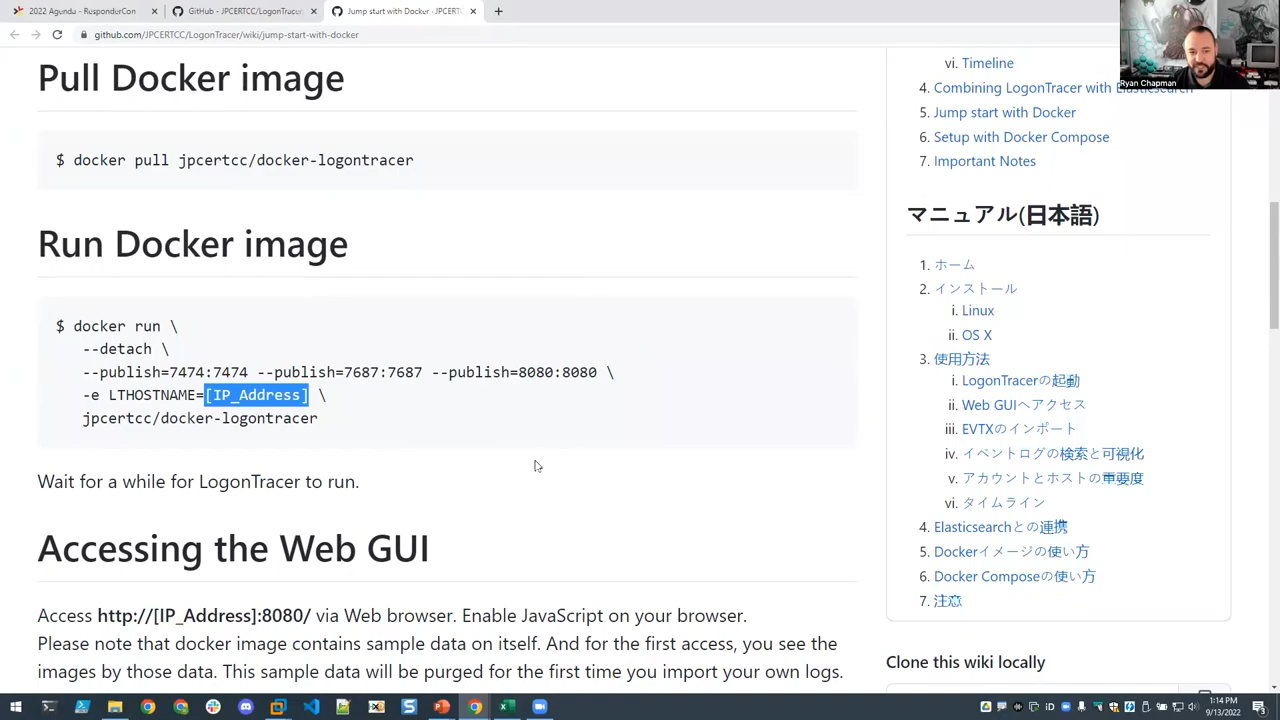 2022 Agenda - RespondurCon
GitHub - JPCERTCC/LogonTracer
Jump start with Docker · JPCERT
github.com/JPCERTCC/LogonTracer/wiki/jump-start-with-docker
Ryan Chapman
Pull Docker image
$ docker pull jpcertcc/docker-logontracer
Run Docker image
$ docker run \
--detach \
--publish=7474:7474 --publish=7687:7687 --publish=8080:8080 \
-e LTHOSTNAME=[IP_Address] \
jpcertcc/docker-logontracer
Wait for a while for LogonTracer to run.
Accessing the Web GUI
Access http://[IP_Address]:8080/ via Web browser. Enable JavaScript on your browser.
Please note that docker image contains sample data on itself. And for the first access, you see the
images by those data. This sample data will be purged for the first time you import your own logs.
vi. Timeline
4. Combining LogonTracer with Elasticsearch
5. Jump start with Docker
6. Setup with Docker Compose
7. Important Notes
マニュアル(日本語)
1. ホーム
2. インストール
i. Linux
ii. OS X
3. 使用方法
i. LogonTracerの起動
ii. Web GUIへアクセス
iii. EVTXのインポート
iv. イベントログの検索と可視化
v. アカウントとホストの重要度
vi. タイムライン
4. Elasticsearchとの連携
5. Dockerイメージの使い方
6. Docker Composeの使い方
7. 注意
Clone this wiki locally
1:14 PM
9/13/2022